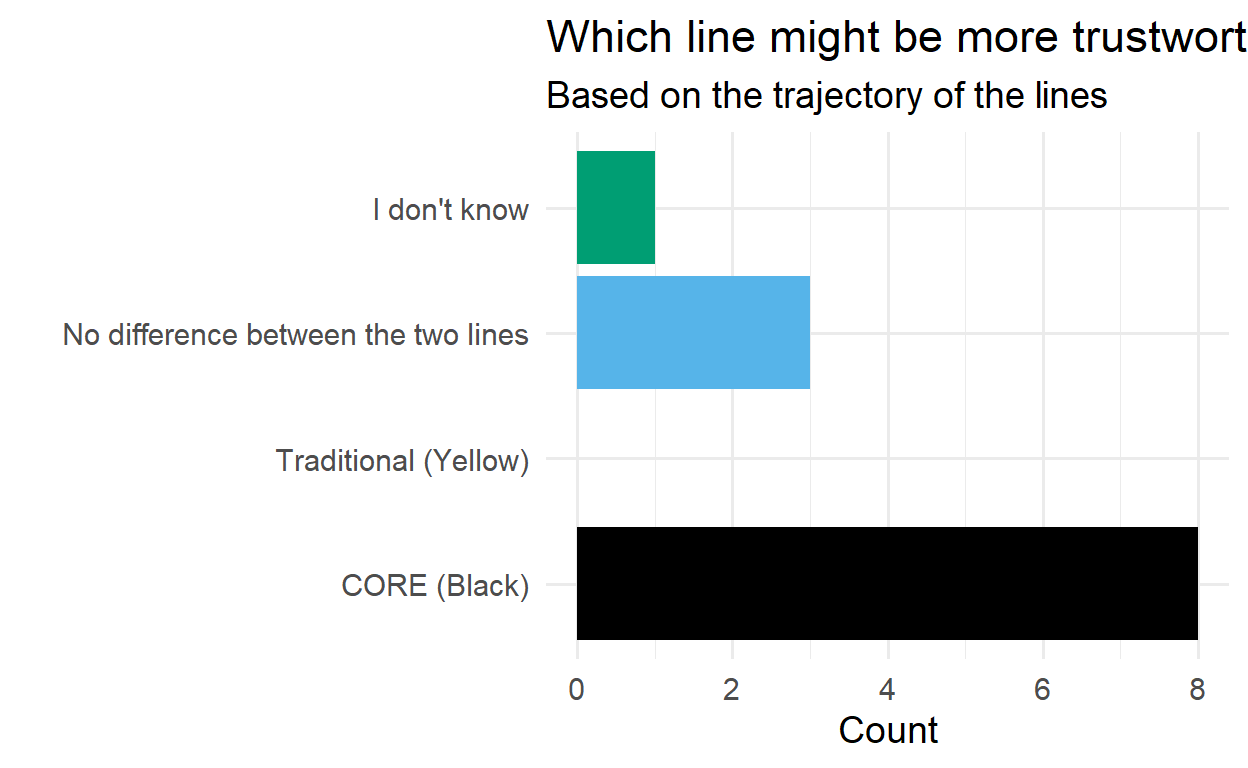 Which line might be more trustwort
Based on the trajectory of the lines
I don't know
No difference between the two lines
Traditional (Yellow)
CORE (Black)
0 2 4 6 8
Count